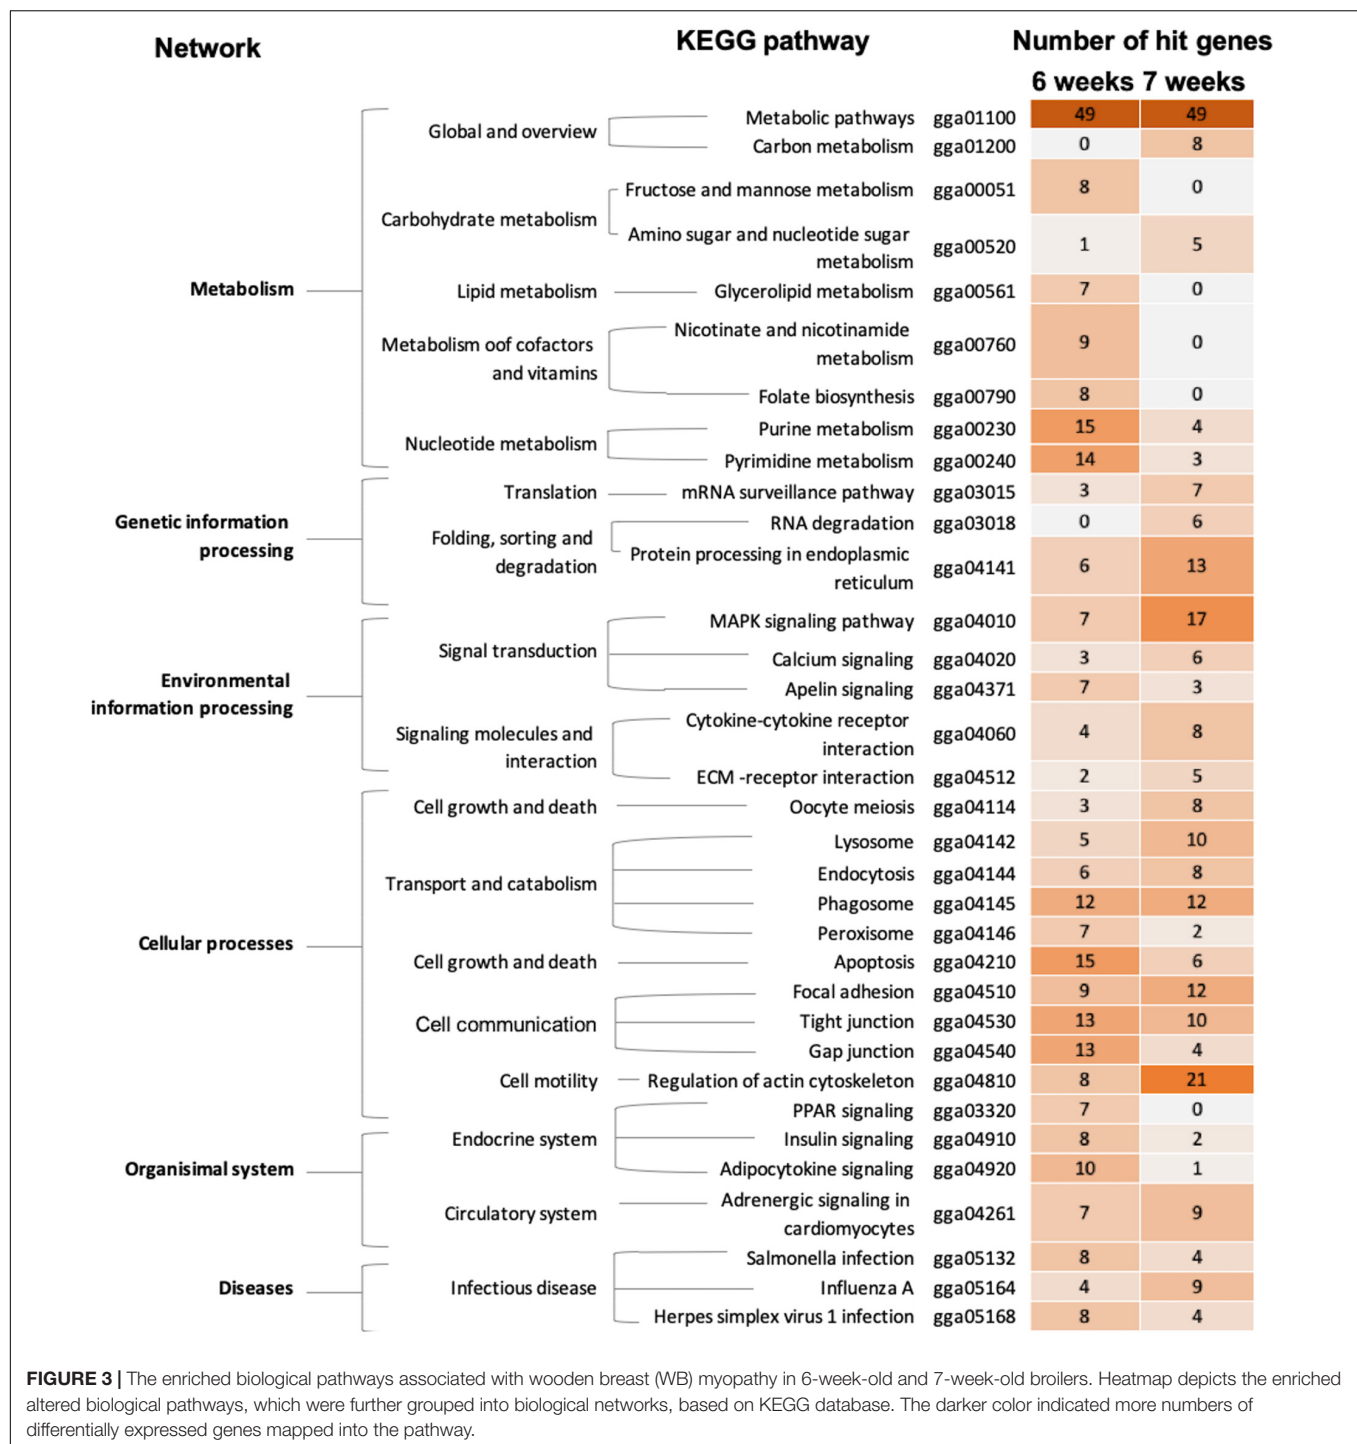 Network KEGG pathway Number of hit genes
6 weeks 7 weeks
Metabolism
Global and overview
Metabolic pathways gga01100 49 49
Carbon metabolism gga01200 0 8
Carbohydrate metabolism
Fructose and mannose metabolism gga00051 8 0
Amino sugar and nucleotide sugar
metabolism gga00520 1 5
Lipid metabolism Glycerolipid metabolism gga00561 7 0
Metabolism oof cofactors
and vitamins
Nicotinate and nicotinamide
metabolism gga00760 9 0
Folate biosynthesis gga00790 8 0
Nucleotide metabolism
Purine metabolism gga00230 15 4
Pyrimidine metabolism gga00240 14 3
Genetic information
processing
Translation mRNA surveillance pathway gga03015 3 7
Folding, sorting and
degradation
RNA degradation gga03018 0 6
Protein processing in endoplasmic
reticulum gga04141 6 13
Environmental
information processing
Signal transduction
MAPK signaling pathway gga04010 7 17
Calcium signaling gga04020 3 6
Apelin signaling gga04371 7 3
Signaling molecules and
interaction
Cytokine-cytokine receptor
interaction gga04060 4 8
ECM -receptor interaction gga04512 2 5
Cellular processes
Cell growth and death Oocyte meiosis gga04114 3 8
Transport and catabolism
Lysosome gga04142 5 10
Endocytosis gga04144 6 8
Phagosome gga04145 12 12
Peroxisome gga04146 7 2
Cell growth and death Apoptosis gga04210 15 6
Cell communication
Focal adhesion gga04510 9 12
Tight junction gga04530 13 10
Gap junction gga04540 13 4
Cell motility Regulation of actin cytoskeleton gga04810 8 21
Organisimal system
Endocrine system
PPAR signaling gga03320 7 0
Insulin signaling gga04910 8 2
Adipocytokine signaling gga04920 10 1
Circulatory system
Adrenergic signaling in
cardiomyocytes gga04261 7 9
Diseases
Infectious disease
Salmonella infection gga05132 8 4
Influenza A gga05164 4 9
Herpes simplex virus 1 infection gga05168 8 4
FIGURE 3 | The enriched biological pathways associated with wooden breast (WB) myopathy in 6-week-old and 7-week-old broilers. Heatmap depicts the enriched
altered biological pathways, which were further grouped into biological networks, based on KEGG database. The darker color indicated more numbers of
differentially expressed genes mapped into the pathway.